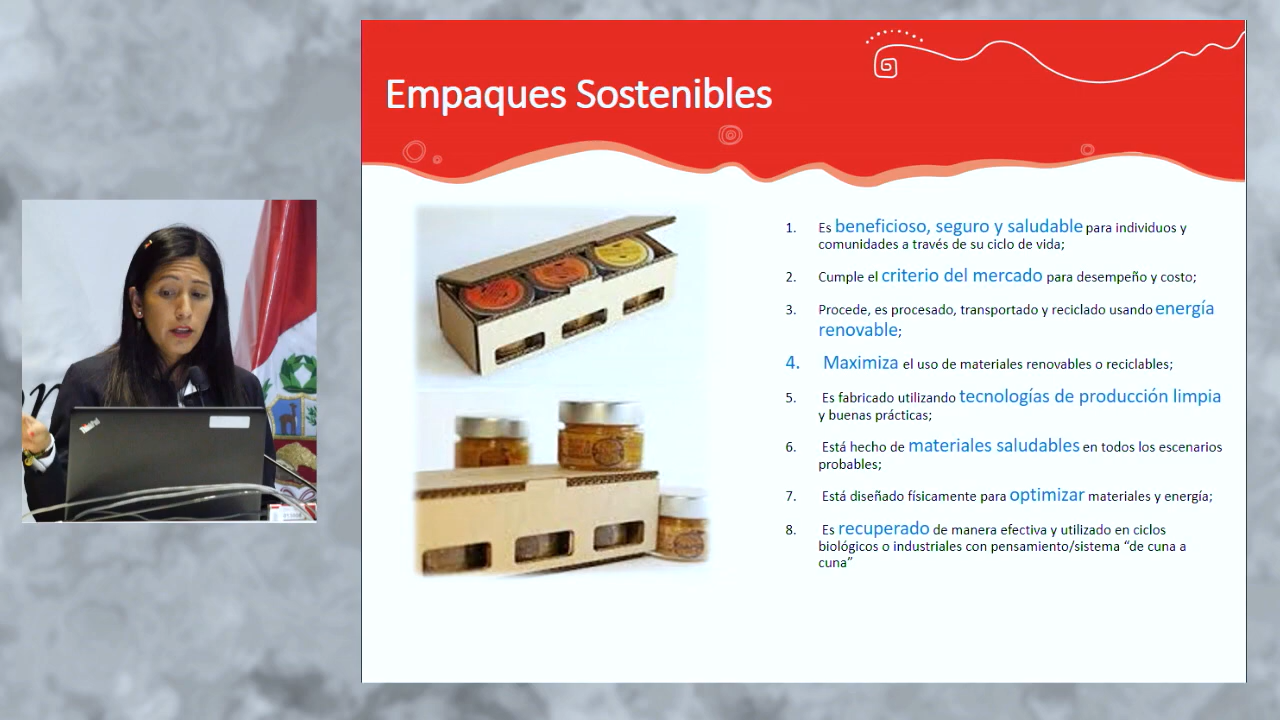 Empaques Sostenibles
1. Es beneficioso, seguro y saludable para individuos y
comunidades a través de su ciclo de vida;
2. Cumple el criterio del mercado para desempeño y costo;
3. Procede, es procesado, transportado y reciclado usando energía
renovable;
4. Maximiza el uso de materiales renovables o reciclables;
5. Es fabricado utilizando tecnologías de producción limpia
y buenas prácticas;
6. Está hecho de materiales saludables en todos los escenarios
probables;
7. Está diseñado físicamente para optimizar materiales y energía;
8. Es recuperado de manera efectiva y utilizado en ciclos
biológicos o industriales con pensamiento/sistema “de cuna a
cuna”
ThinkPad